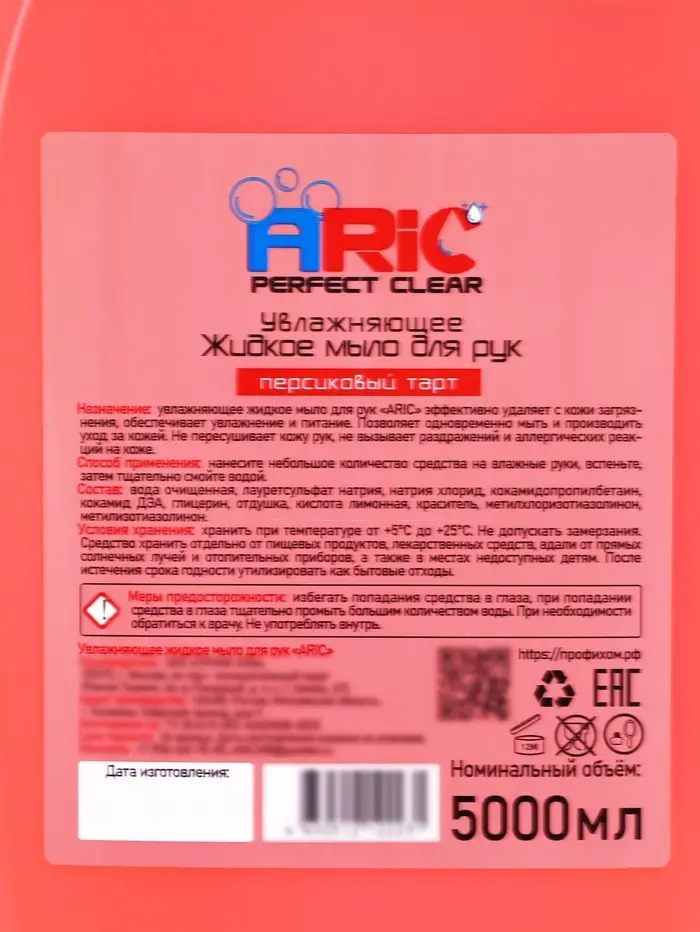 ARiC
PERFECT CLEAR
Увлажняющее
Жидкое мыло для рук
персиковый тарт
Назначение: увлажняющее жидкое мыло для рук «ARIC» эффективно удаляет с кожи загряз-
нения, обеспечивает увлажнение и питание. Позволяет одновременно мыть и производить
уход за кожей. Не пересушивает кожу рук, не вызывает раздражений и аллергических реак-
ций на коже.
Способ применения: нанесите небольшое количество средства на влажные руки, вспеньте,
затем тщательно смойте водой.
Состав: вода очищенная, лауретсульфат натрия, натрия хлорид, кокамидопропилбетаин,
кокамид ДЭА, глицерин, отдушка, кислота лимонная, краситель, метилхлоризотиазолинон,
метилизотиазолинон.
Условия хранения: хранить при температуре от +5°С до +25°С. Не допускать замерзания.
Средство хранить отдельно от пищевых продуктов, лекарственных средств, вдали от прямых
солнечных лучей и отопительных приборов, а также в местах недоступных детям. После
истечения срока годности утилизировать как бытовые отходы.
Меры предосторожности: избегать попадания средства в глаза, при попадании
средства в глаза тщательно промыть большим количеством воды. При необходимости
обратиться к врачу. Не употреблять внутрь.
Увлажняющее жидкое мыло для рук «ARIC»
https://профихом.рф
EAC
12М
Дата изготовления:
Номинальный объём:
5000мл